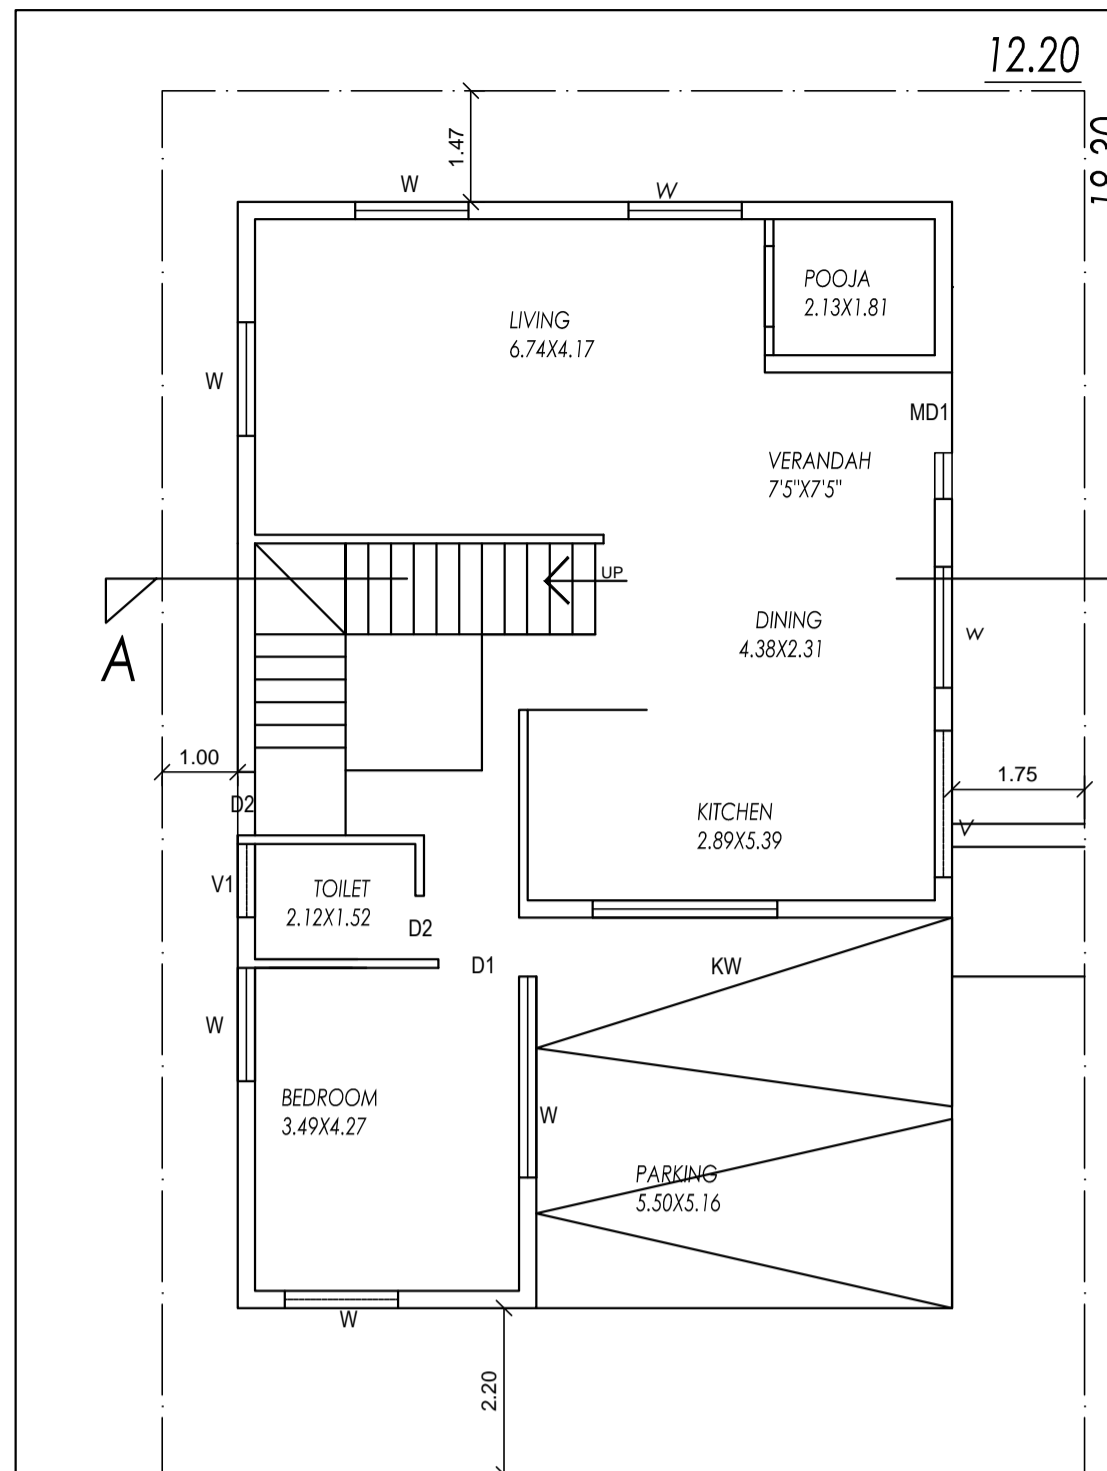 12.20
18.20
1.47
W
W
POOJA
2.13X1.81
LIVING
6.74X4.17
W
MD1
VERANDAH
7'5"X7'5"
UP
DINING
4.38X2.31
W
A
1.00
1.75
D2
KITCHEN
2.89X5.39
V
V1
TOILET
2.12X1.52
D2
D1
KW
W
BEDROOM
3.49X4.27
W
PARKING
5.50X5.16
W
2.20